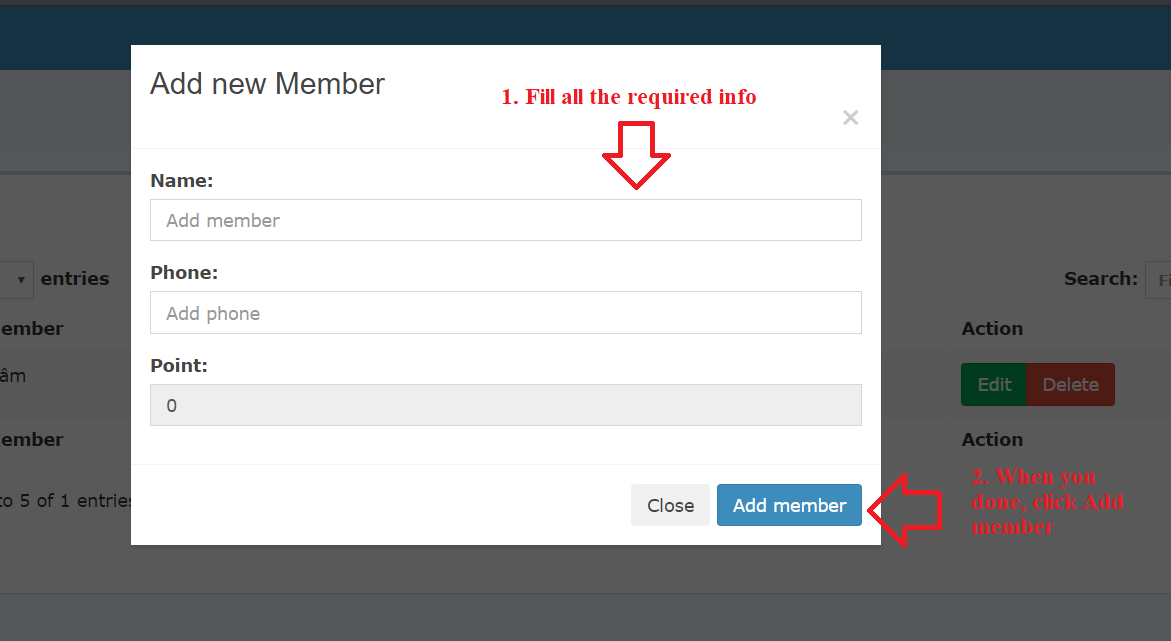 Add new Member
1. Fill all the required info
×
Name:
Add member
Phone:
entries
Search:
Add phone
ember
Action
Point:
âm
Edit
Delete
0
ember
Action
to 5 of 1 entries
Close
Add member
2. When you
done, click Add
member